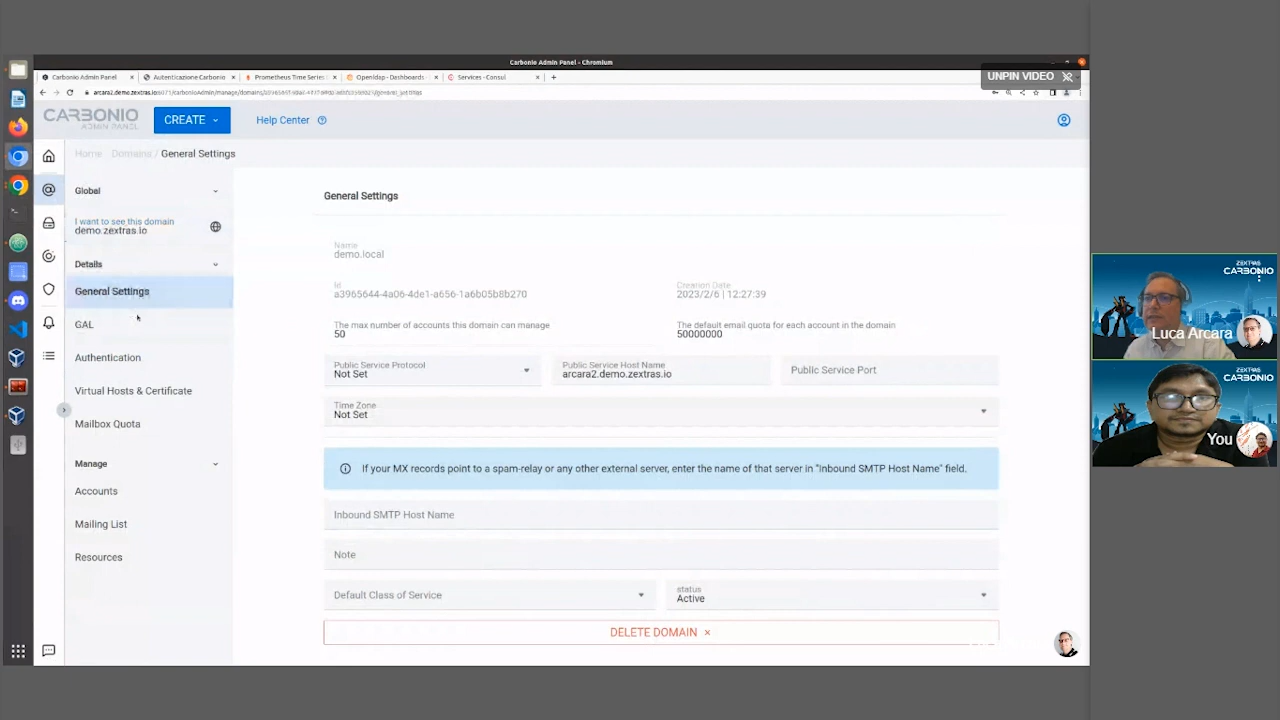 Carbonio Admin Panel - Chromium
Carbonio Admin Panel
Autenticazione Carbonio
Prometheus Time Series
Openldap - Dashboards
Services - Consul
UNPIN VIDEO
CARBONIO
ADMIN PANEL
CREATE
Help Center
Home Domains / General Settings
Global
I want to see this domain
demo.zextras.io
Details
General Settings
GAL
Authentication
Virtual Hosts & Certificate
Mailbox Quota
Manage
Accounts
Mailing List
Resources
General Settings
Name
demo.local
Id
a3965644-4a06-4de1-a656-1a6b05b8b270
Creation Date
2023/2/6 | 12:27:39
The max number of accounts this domain can manage
50
The default email quota for each account in the domain
50000000
Public Service Protocol
Not Set
Public Service Host Name
arcara2.demo.zextras.io
Public Service Port
Time Zone
Not Set
If your MX records point to a spam-relay or any other external server, enter the name of that server in "Inbound SMTP Host Name" field.
Inbound SMTP Host Name
Note
Default Class of Service
status
Active
DELETE DOMAIN ×
ZEXTRAS
CARBONIO
Luca Arcara
ZEXTRAS
CARBONIO
You